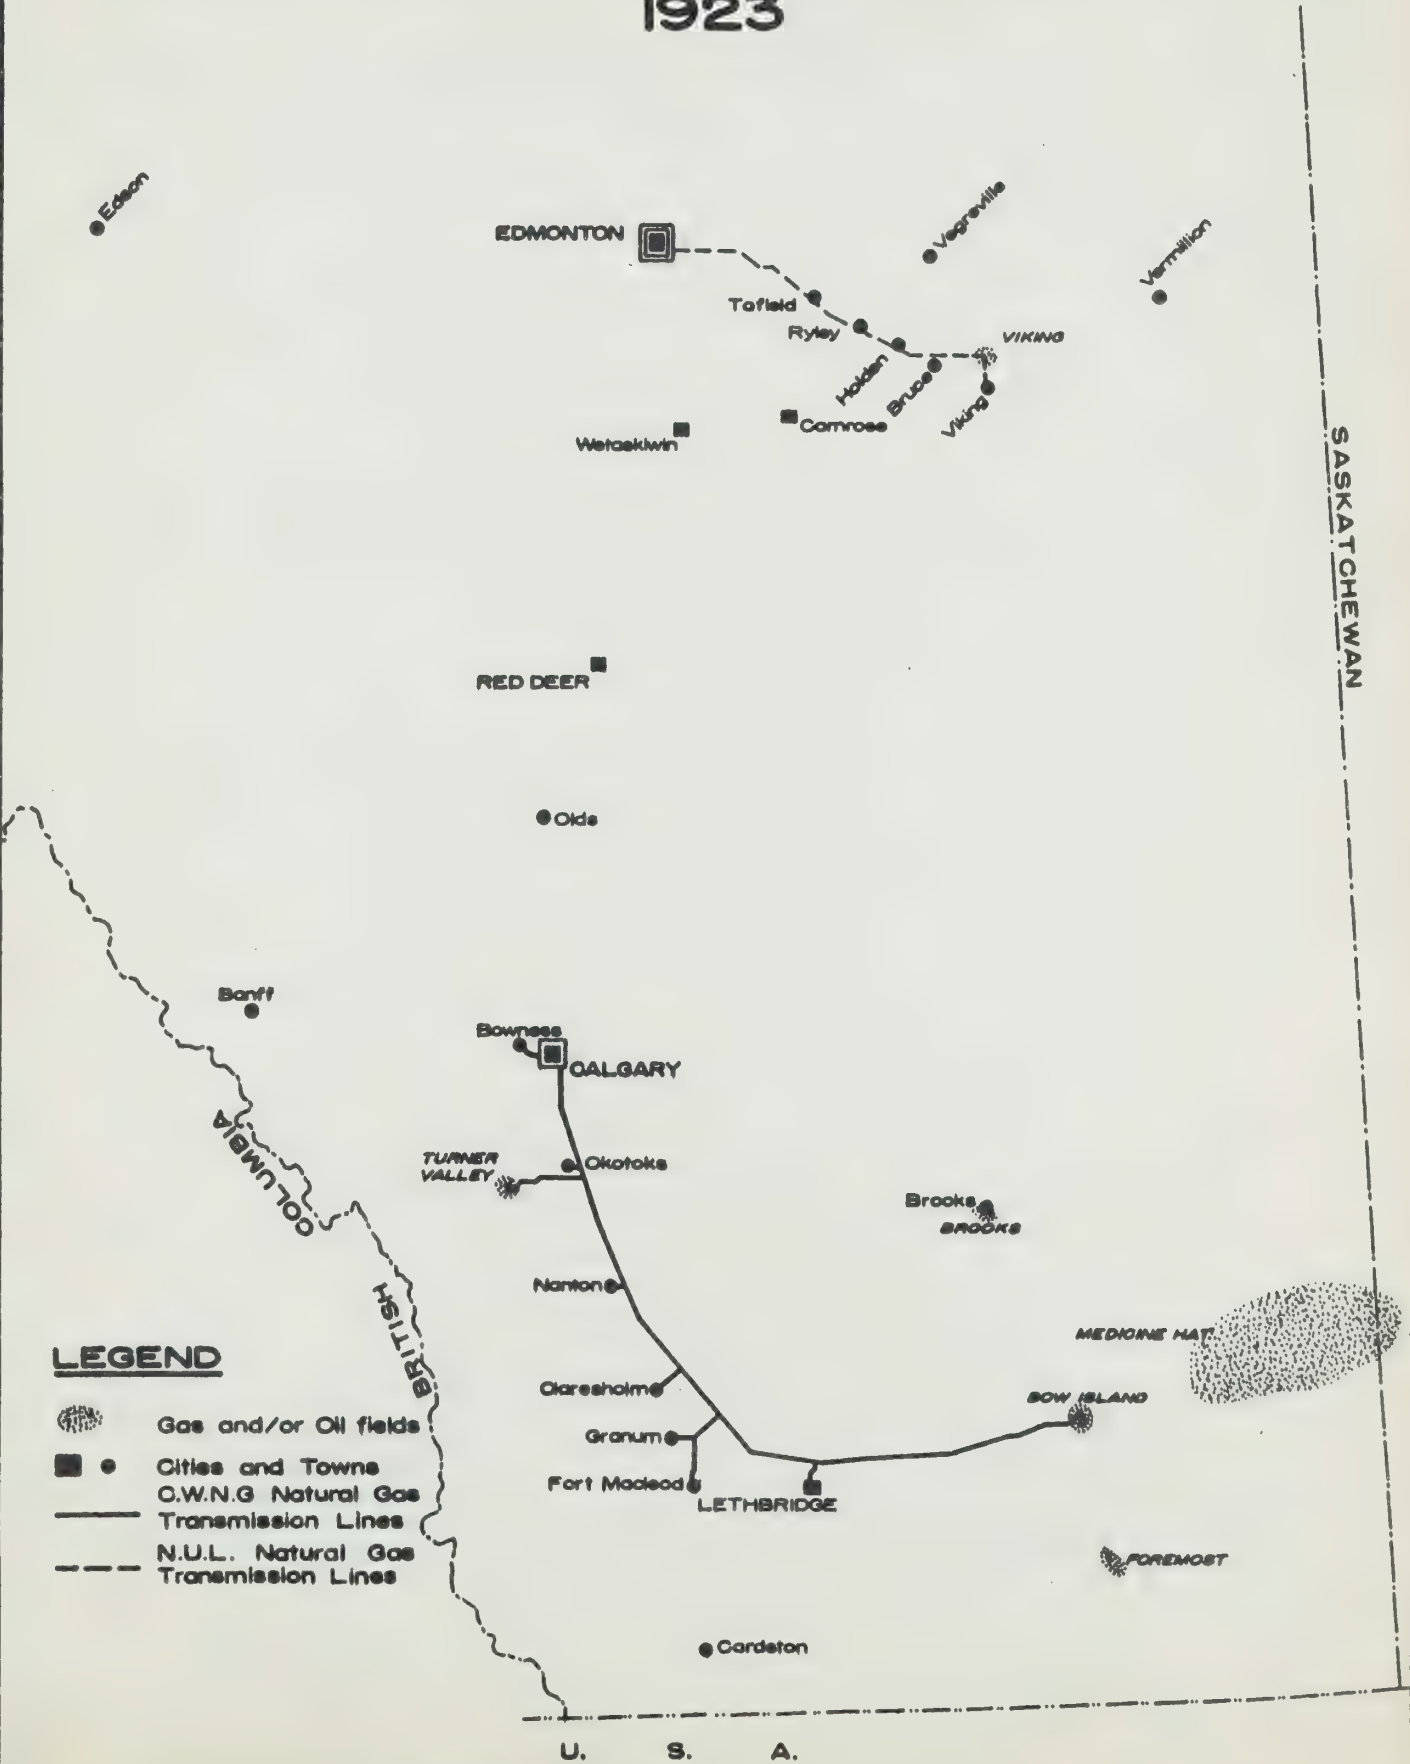 1923
Edson
EDMONTON
Vegreville
Vermillion
Tofield
Ryley
Holden
Bruce
VIKING
Viking
Wetaskiwin
Camrose
SASKATCHEWAN
RED DEER
Olds
Banff
Bowness
CALGARY
COLUMBIA
BRITISH
TURNER
VALLEY
Okotoks
Brooks
BROOKS
Nanton
MEDICINE HAT
Claresholm
BOW ISLAND
Granum
Fort Macleod
LETHBRIDGE
FOREMOST
Cardston
LEGEND
Gas and/or Oil fields
Cities and Towns
C.W.N.G Natural Gas
Transmission Lines
N.U.L. Natural Gas
Transmission Lines
U. S. A.